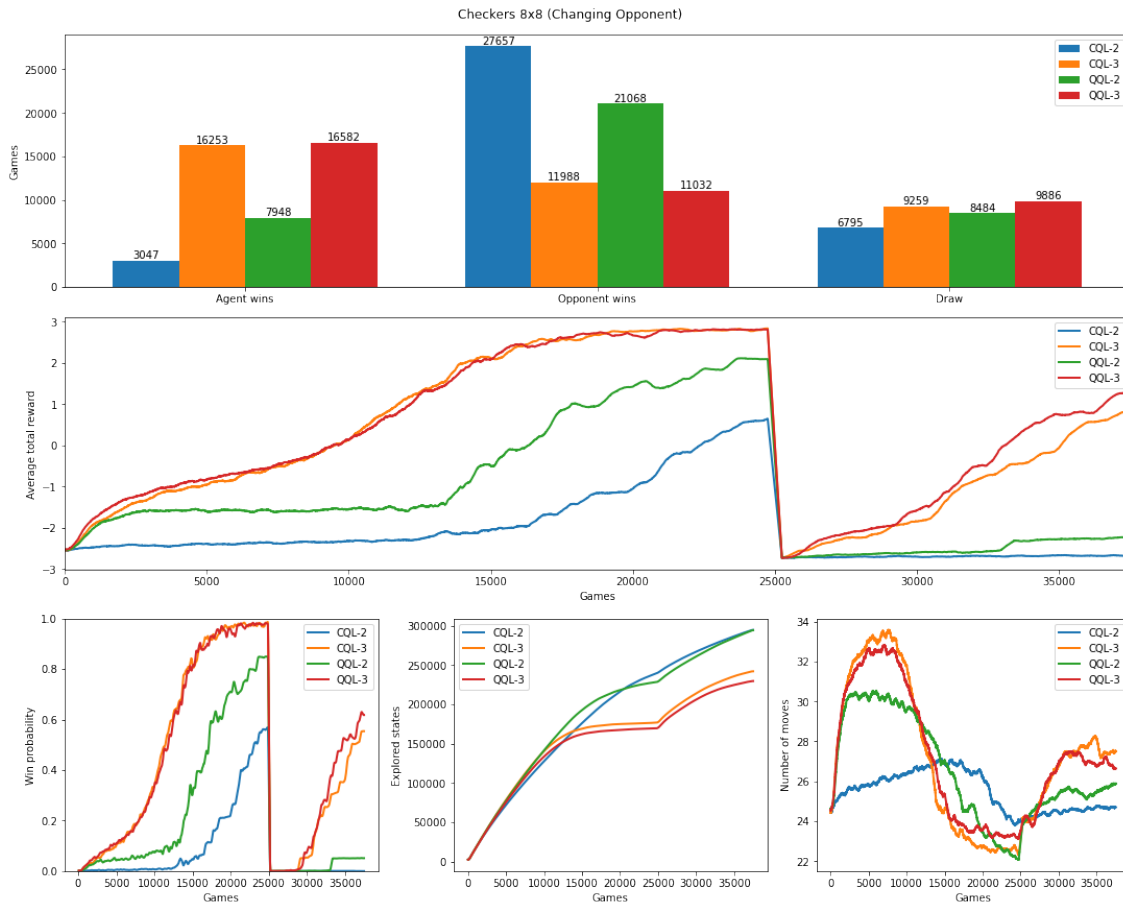 Checkers 8x8 (Changing Opponent)
Games
25000
20000
15000
10000
5000
0
3047
16253
7948
16582
27657
11988
21068
11032
6795
9259
8484
9886
Agent wins
Opponent wins
Draw
CQL-2
CQL-3
QQL-2
QQL-3
Average total reward
3
2
1
0
−1
−2
−3
0 5000 10000 15000 20000 25000 30000 35000
Games
CQL-2
CQL-3
QQL-2
QQL-3
Win probability
1.0
0.8
0.6
0.4
0.2
0.0
0 5000 10000 15000 20000 25000 30000 35000
Games
CQL-2
CQL-3
QQL-2
QQL-3
Explored states
300000
250000
200000
150000
100000
50000
0
0 5000 10000 15000 20000 25000 30000 35000
Games
CQL-2
CQL-3
QQL-2
QQL-3
Number of moves
34
32
30
28
26
24
22
0 5000 10000 15000 20000 25000 30000 35000
Games
CQL-2
CQL-3
QQL-2
QQL-3